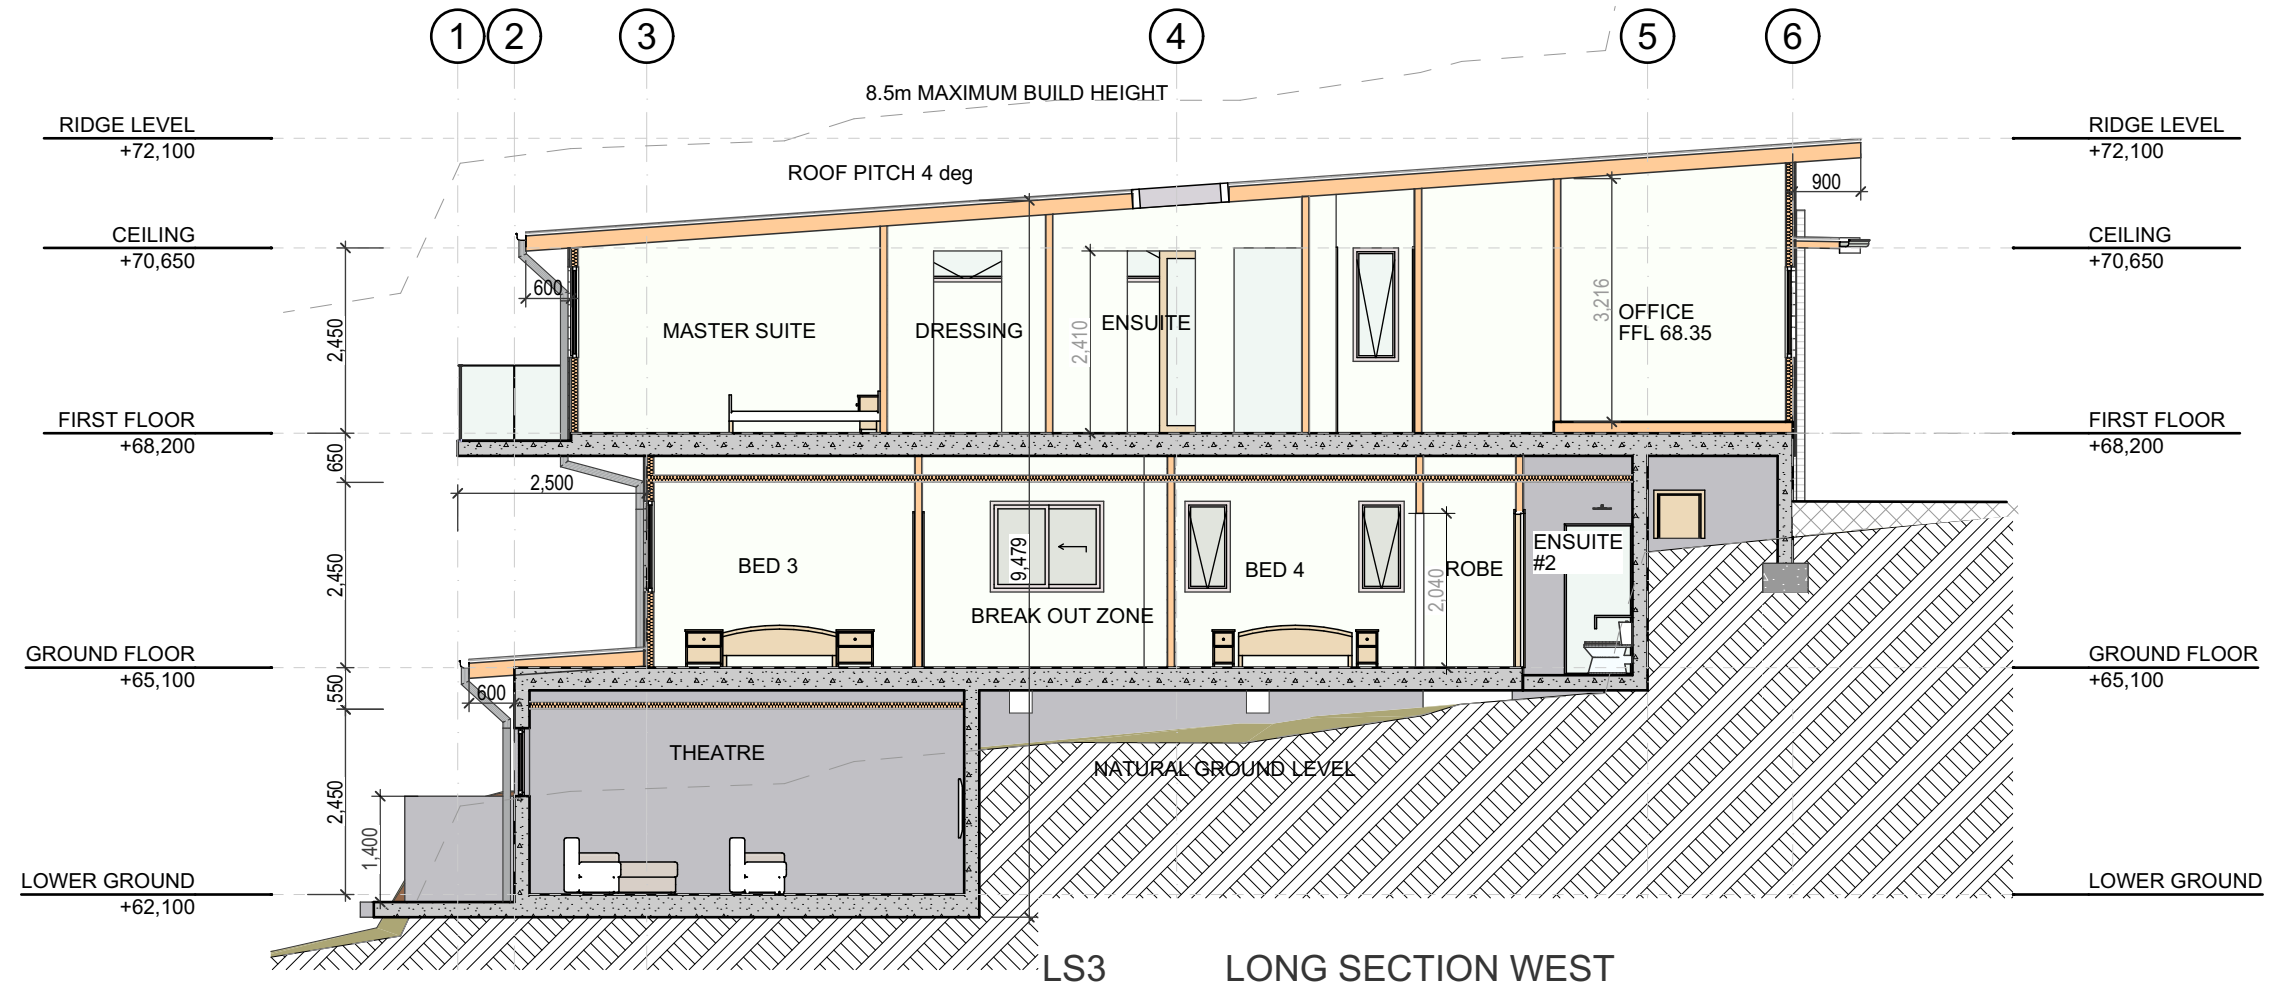 1 2 3 4 5 6
8.5m MAXIMUM BUILD HEIGHT
RIDGE LEVEL
+72,100
RIDGE LEVEL
+72,100
ROOF PITCH 4 deg
900
CEILING
+70,650
CEILING
+70,650
600
2,450
MASTER SUITE
DRESSING
2,410
ENSUITE
3,216
OFFICE
FFL 68.35
FIRST FLOOR
+68,200
FIRST FLOOR
+68,200
650
2,500
2,450
BED 3
9,479
BREAK OUT ZONE
BED 4
2,040
ROBE
ENSUITE
#2
GROUND FLOOR
+65,100
GROUND FLOOR
+65,100
550
600
2,450
THEATRE
NATURAL GROUND LEVEL
1,400
LOWER GROUND
+62,100
LOWER GROUND
LS3 LONG SECTION WEST